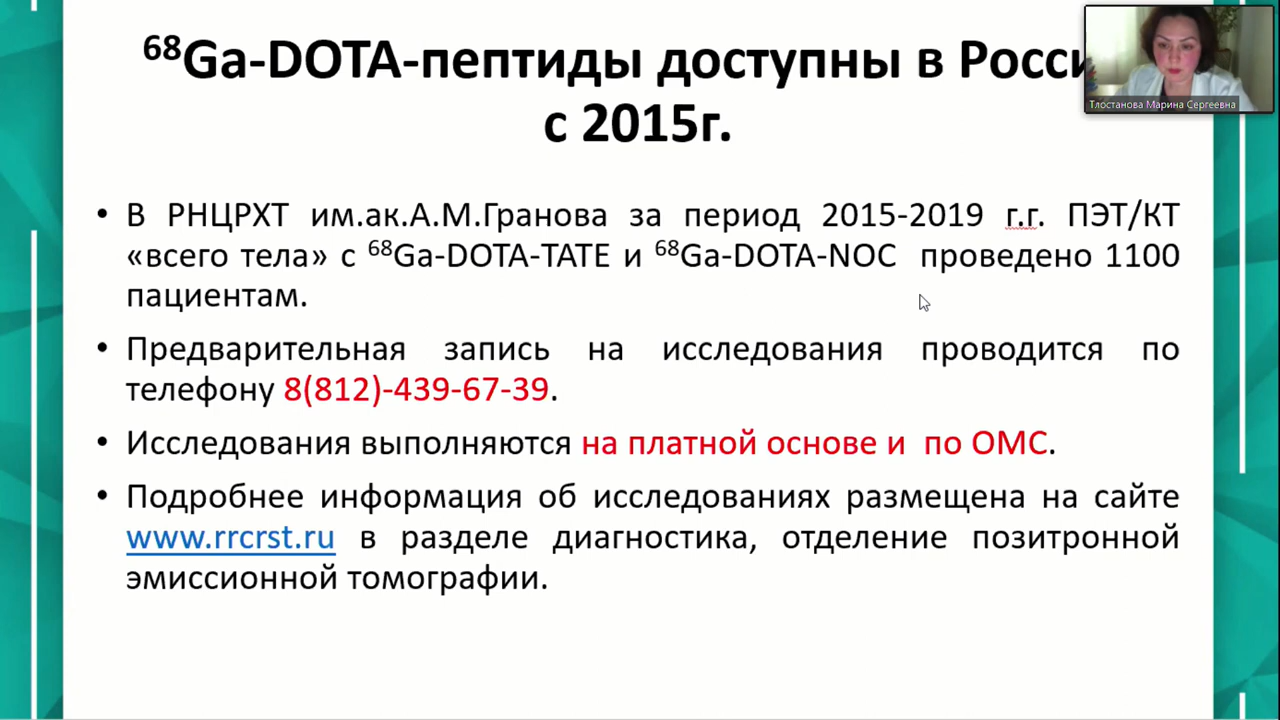 ⁶⁸Ga-DOTA-пептиды доступны в Росси
с 2015г.
Тлостанова Марина Сергеевна
• В РНЦРХТ им.ак.А.М.Гранова за период 2015-2019 г.г. ПЭТ/КТ
«всего тела» с ⁶⁸Ga-DOTA-TATE и ⁶⁸Ga-DOTA-NOC проведено 1100
пациентам.
• Предварительная запись на исследования проводится по
телефону 8(812)-439-67-39.
• Исследования выполняются на платной основе и по ОМС.
• Подробнее информация об исследованиях размещена на сайте
www.rrcrst.ru в разделе диагностика, отделение позитронной
эмиссионной томографии.